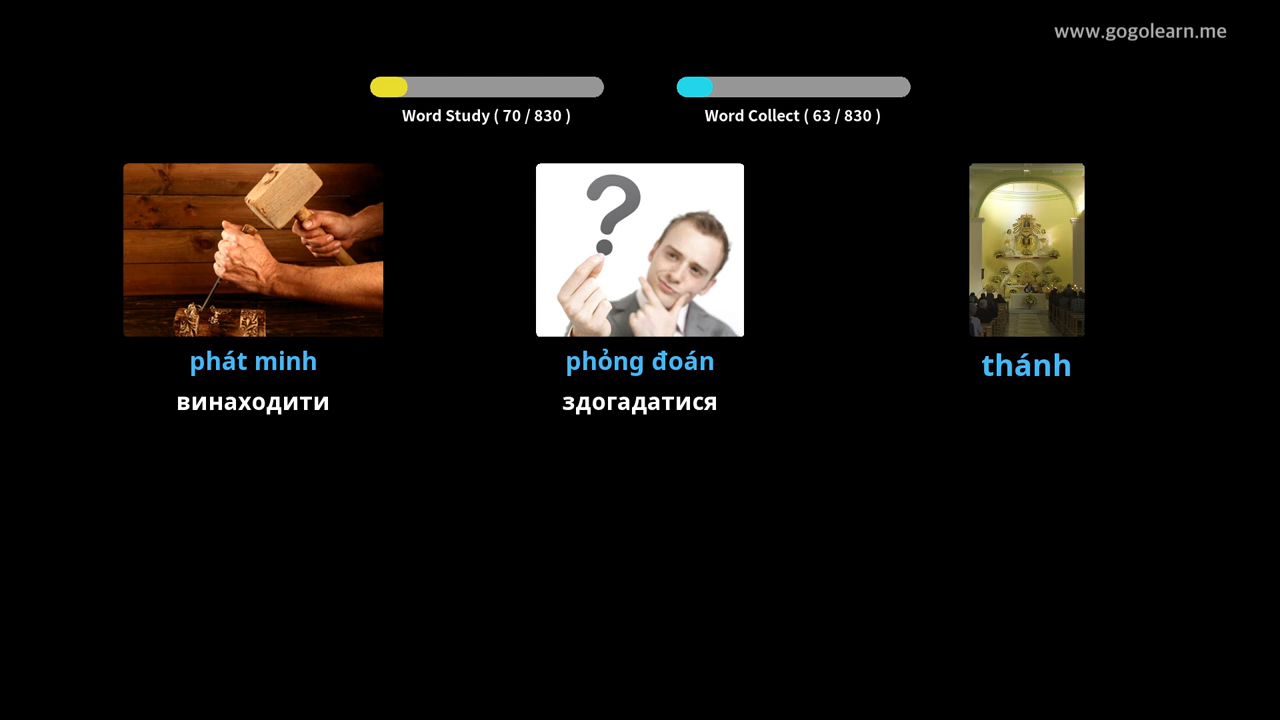 www.gogolearn.me
Word Study ( 70 / 830 )
Word Collect ( 63 / 830 )
phát minh
винаходити
phỏng đoán
здогадатися
thánh